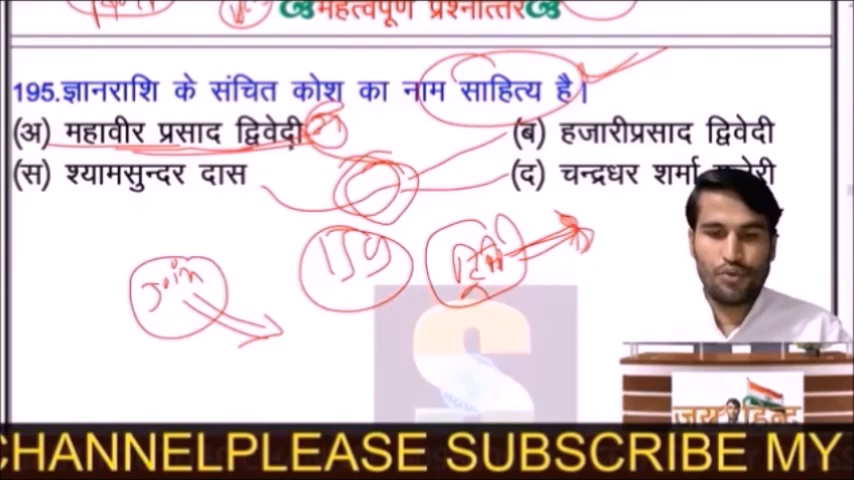 महत्वपूर्ण प्रश्नोत्तर
195.ज्ञानराशि के संचित कोश का नाम साहित्य है।
(अ) महावीर प्रसाद द्विवेदी
(ब) हजारीप्रसाद द्विवेदी
(स) श्यामसुन्दर दास
(द) चन्द्रधर शर्मा
Join
हिन्दी
S
जय हिन्द
CHANNELPLEASE SUBSCRIBE MY